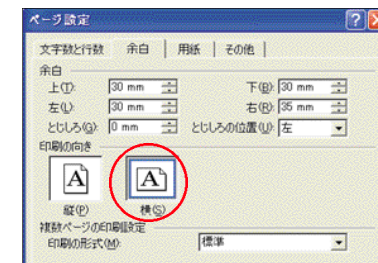 ページ設定
文字数と行数 余白 用紙 その他
余白
上(T): 30 mm 下(B): 30 mm
左(L): 30 mm 右(R): 35 mm
とじしろ(G): 0 mm とじしろの位置(U): 左
印刷の向き
A A
縦(P) 横(S)
複数ページの印刷設定
印刷の形式(M): 標準